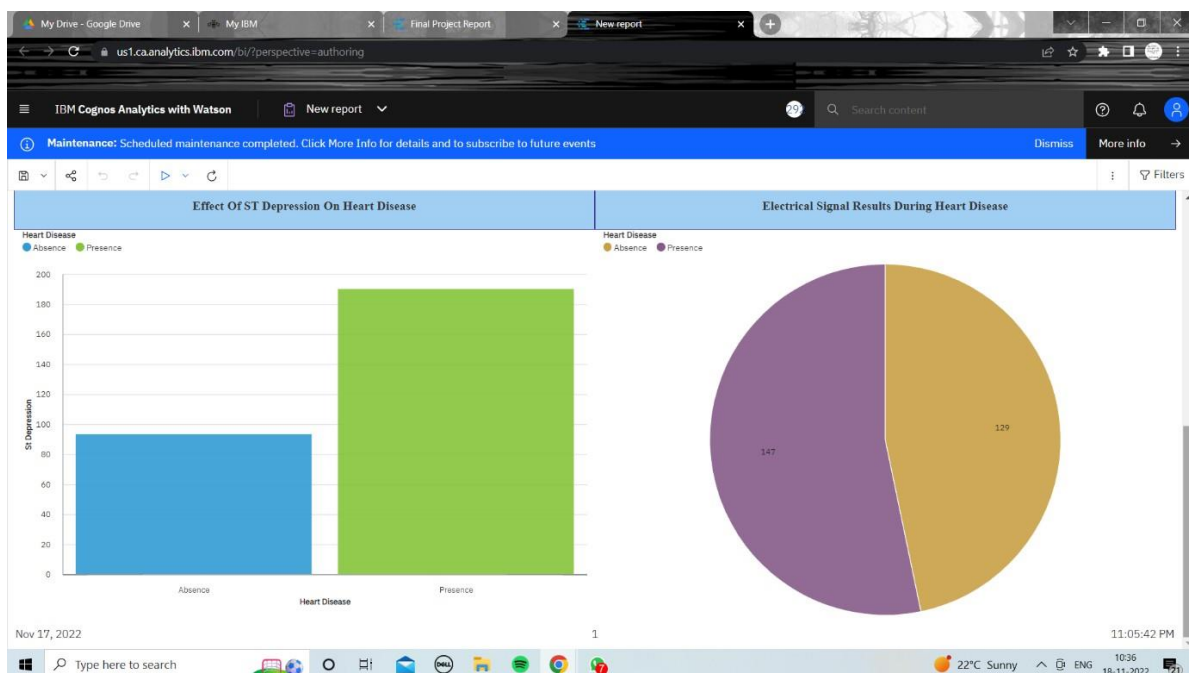 My Drive - Google Drive
My IBM
Final Project Report
New report
us1.ca.analytics.ibm.com/bi/?perspective=authoring
IBM Cognos Analytics with Watson
New report
Search content
Maintenance: Scheduled maintenance completed. Click More Info for details and to subscribe to future events
Dismiss
More info
Filters
Effect Of ST Depression On Heart Disease
Heart Disease
Absence Presence
200
180
160
140
120
100
80
60
40
20
0
St Depression
Absence Presence
Heart Disease
Electrical Signal Results During Heart Disease
Heart Disease
Absence Presence
129
147
Nov 17, 2022 1 11:05:42 PM
Type here to search
DELL
7
22°C Sunny
ENG
10:36
18-11-2022
21